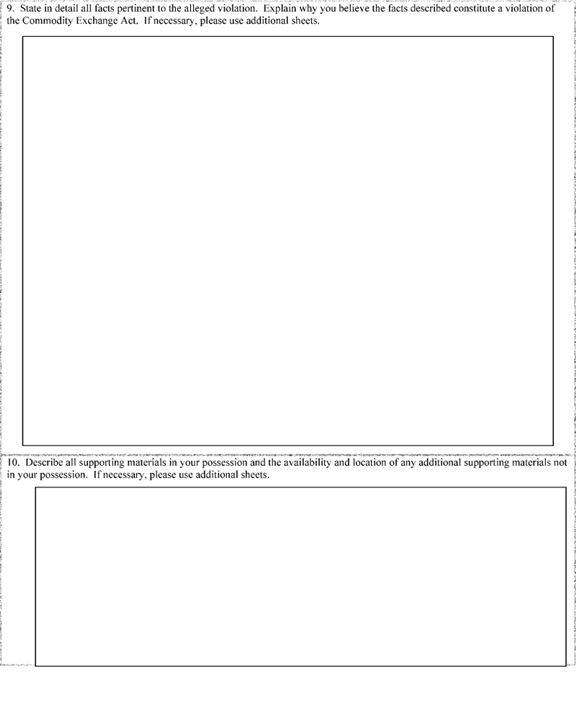 9. State in detail all facts pertinent to the alleged violation. Explain why you believe the facts described constitute a violation of
the Commodity Exchange Act. If necessary, please use additional sheets.
10. Describe all supporting materials in your possession and the availability and location of any additional supporting materials not
in your possession. If necessary, please use additional sheets.